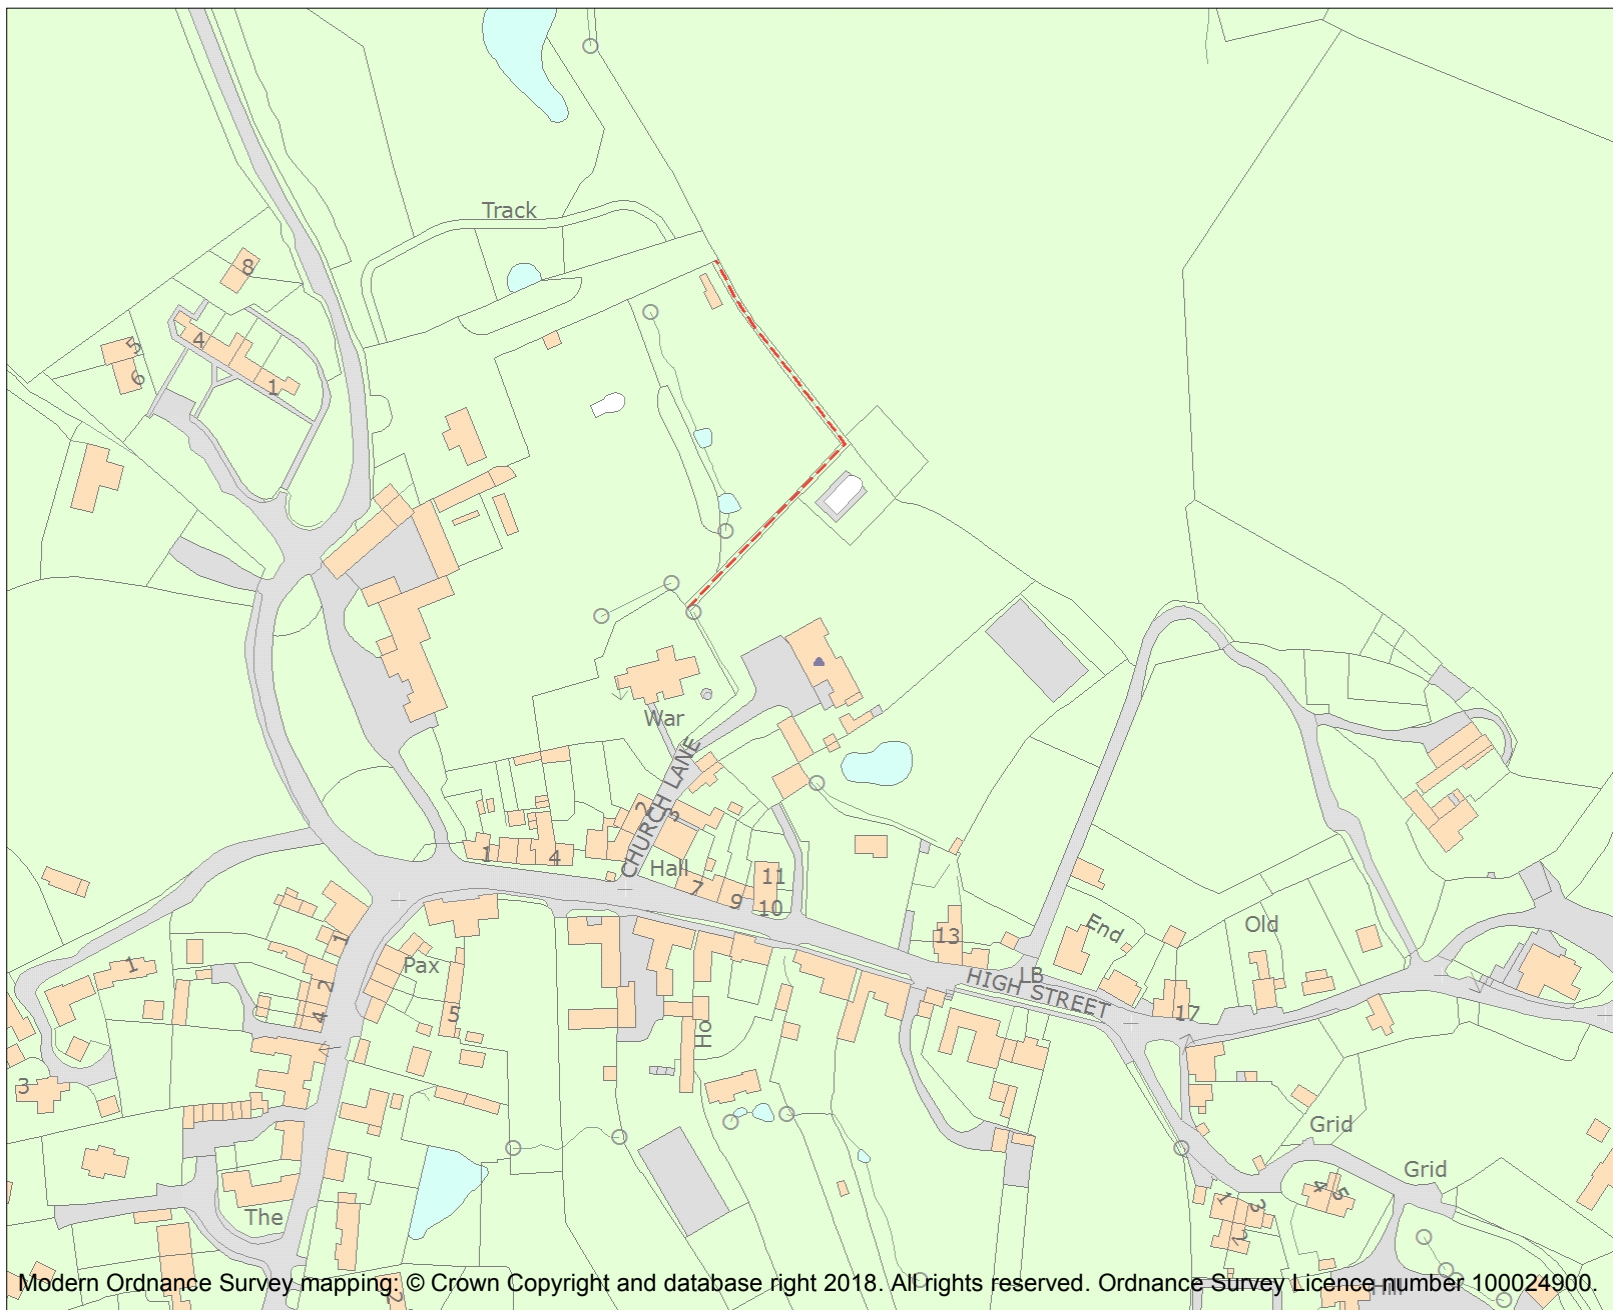 Track
8
5
4
6
1
War
CHURCH LANE
2
3
1
4
Hall
7
11
9
10
1
Pax
1
2
4
5
13
End
Old
LB
HIGH STREET
17
Ho
3
Grid
Grid
The
4
5
1
3
2
2
Hill
Modern Ordnance Survey mapping: © Crown Copyright and database right 2018. All rights reserved. Ordnance Survey Licence number 100024900.